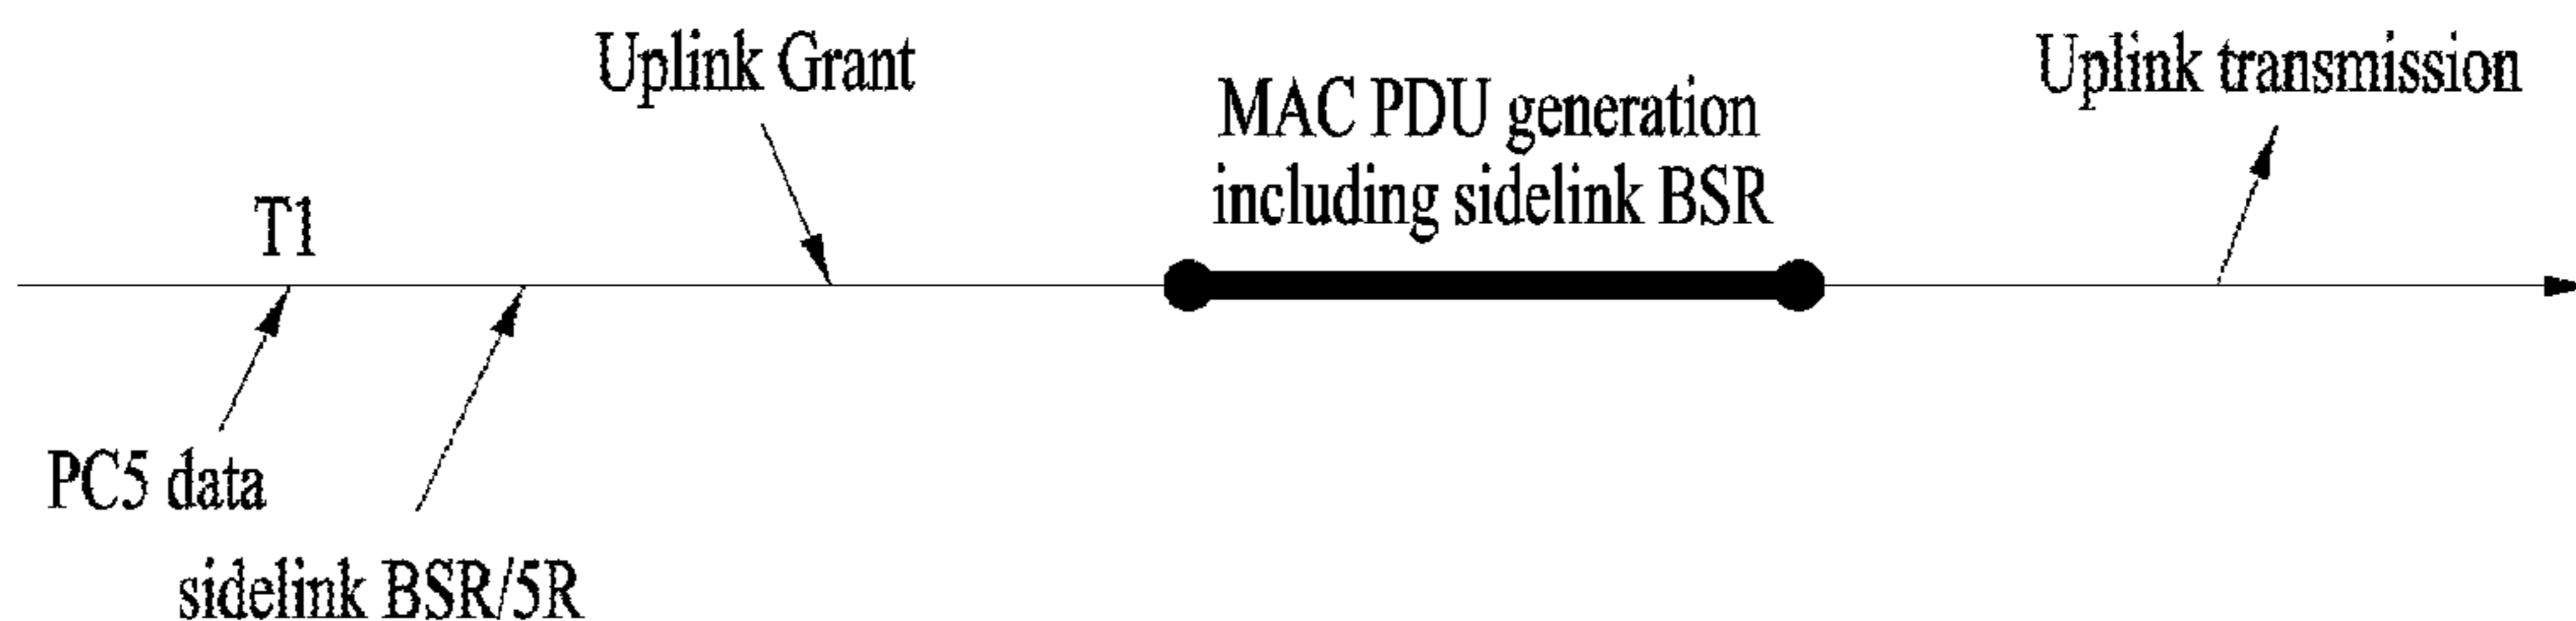 Uplink Grant
Uplink transmission
MAC PDU generation
including sidelink BSR
T1
PC5 data
sidelink BSR/5R